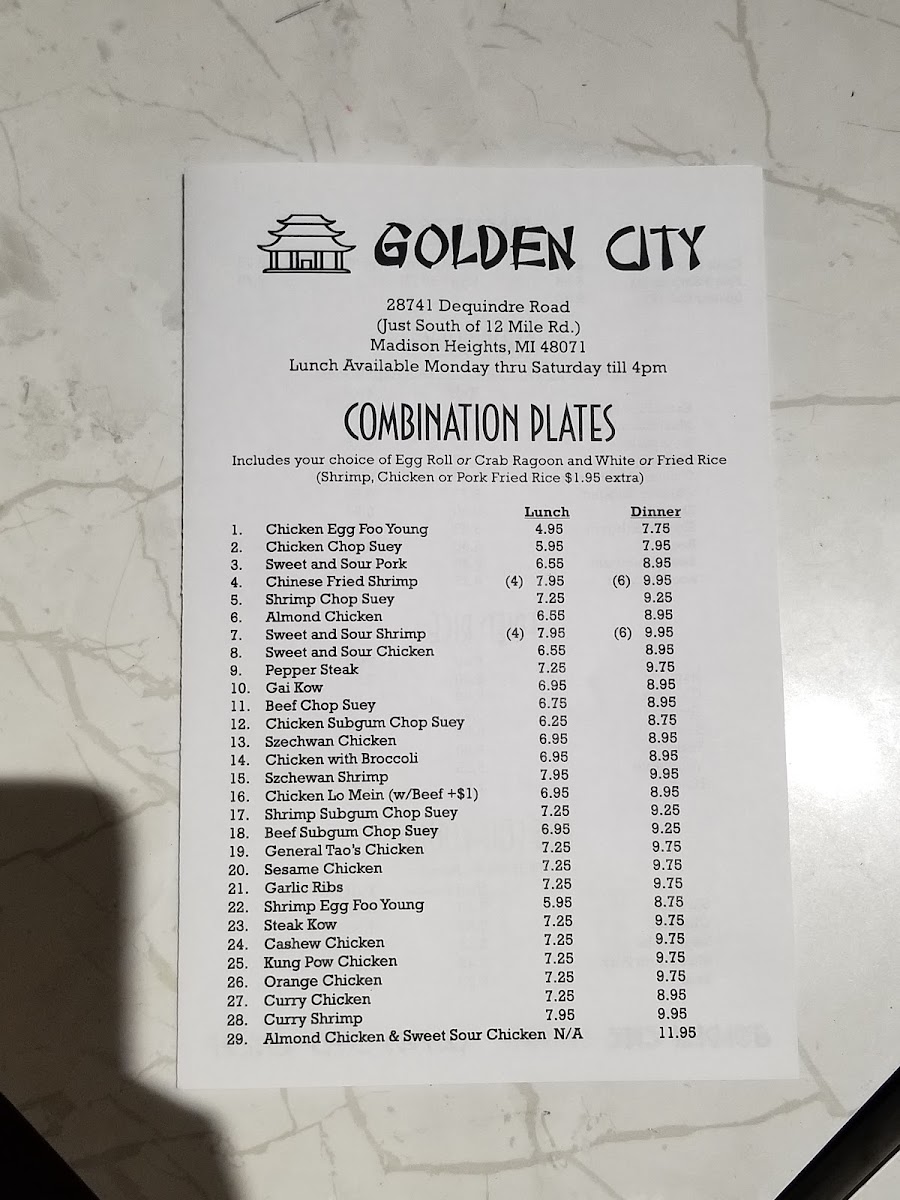 GOLDEN CITY
28741 Dequindre Road
(Just South of 12 Mile Rd.)
Madison Heights, MI 48071
Lunch Available Monday thru Saturday till 4pm
COMBINATION PLATES
Includes your choice of Egg Roll or Crab Ragoon and White or Fried Rice
(Shrimp, Chicken or Pork Fried Rice $1.95 extra)
Lunch Dinner
1. Chicken Egg Foo Young 4.95 7.75
2. Chicken Chop Suey 5.95 7.95
3. Sweet and Sour Pork 6.55 8.95
4. Chinese Fried Shrimp (4) 7.95 (6) 9.95
5. Shrimp Chop Suey 7.25 9.25
6. Almond Chicken 6.55 8.95
7. Sweet and Sour Shrimp (4) 7.95 (6) 9.95
8. Sweet and Sour Chicken 6.55 8.95
9. Pepper Steak 7.25 9.75
10. Gai Kow 6.95 8.95
11. Beef Chop Suey 6.75 8.95
12. Chicken Subgum Chop Suey 6.25 8.75
13. Szechwan Chicken 6.95 8.95
14. Chicken with Broccoli 6.95 8.95
15. Szchewan Shrimp 7.95 9.95
16. Chicken Lo Mein (w/Beef +$1) 6.95 8.95
17. Shrimp Subgum Chop Suey 7.25 9.25
18. Beef Subgum Chop Suey 6.95 9.25
19. General Tao's Chicken 7.25 9.75
20. Sesame Chicken 7.25 9.75
21. Garlic Ribs 7.25 9.75
22. Shrimp Egg Foo Young 5.95 8.75
23. Steak Kow 7.25 9.75
24. Cashew Chicken 7.25 9.75
25. Kung Pow Chicken 7.25 9.75
26. Orange Chicken 7.25 9.75
27. Curry Chicken 7.25 8.95
28. Curry Shrimp 7.95 9.95
29. Almond Chicken & Sweet Sour Chicken N/A 11.95